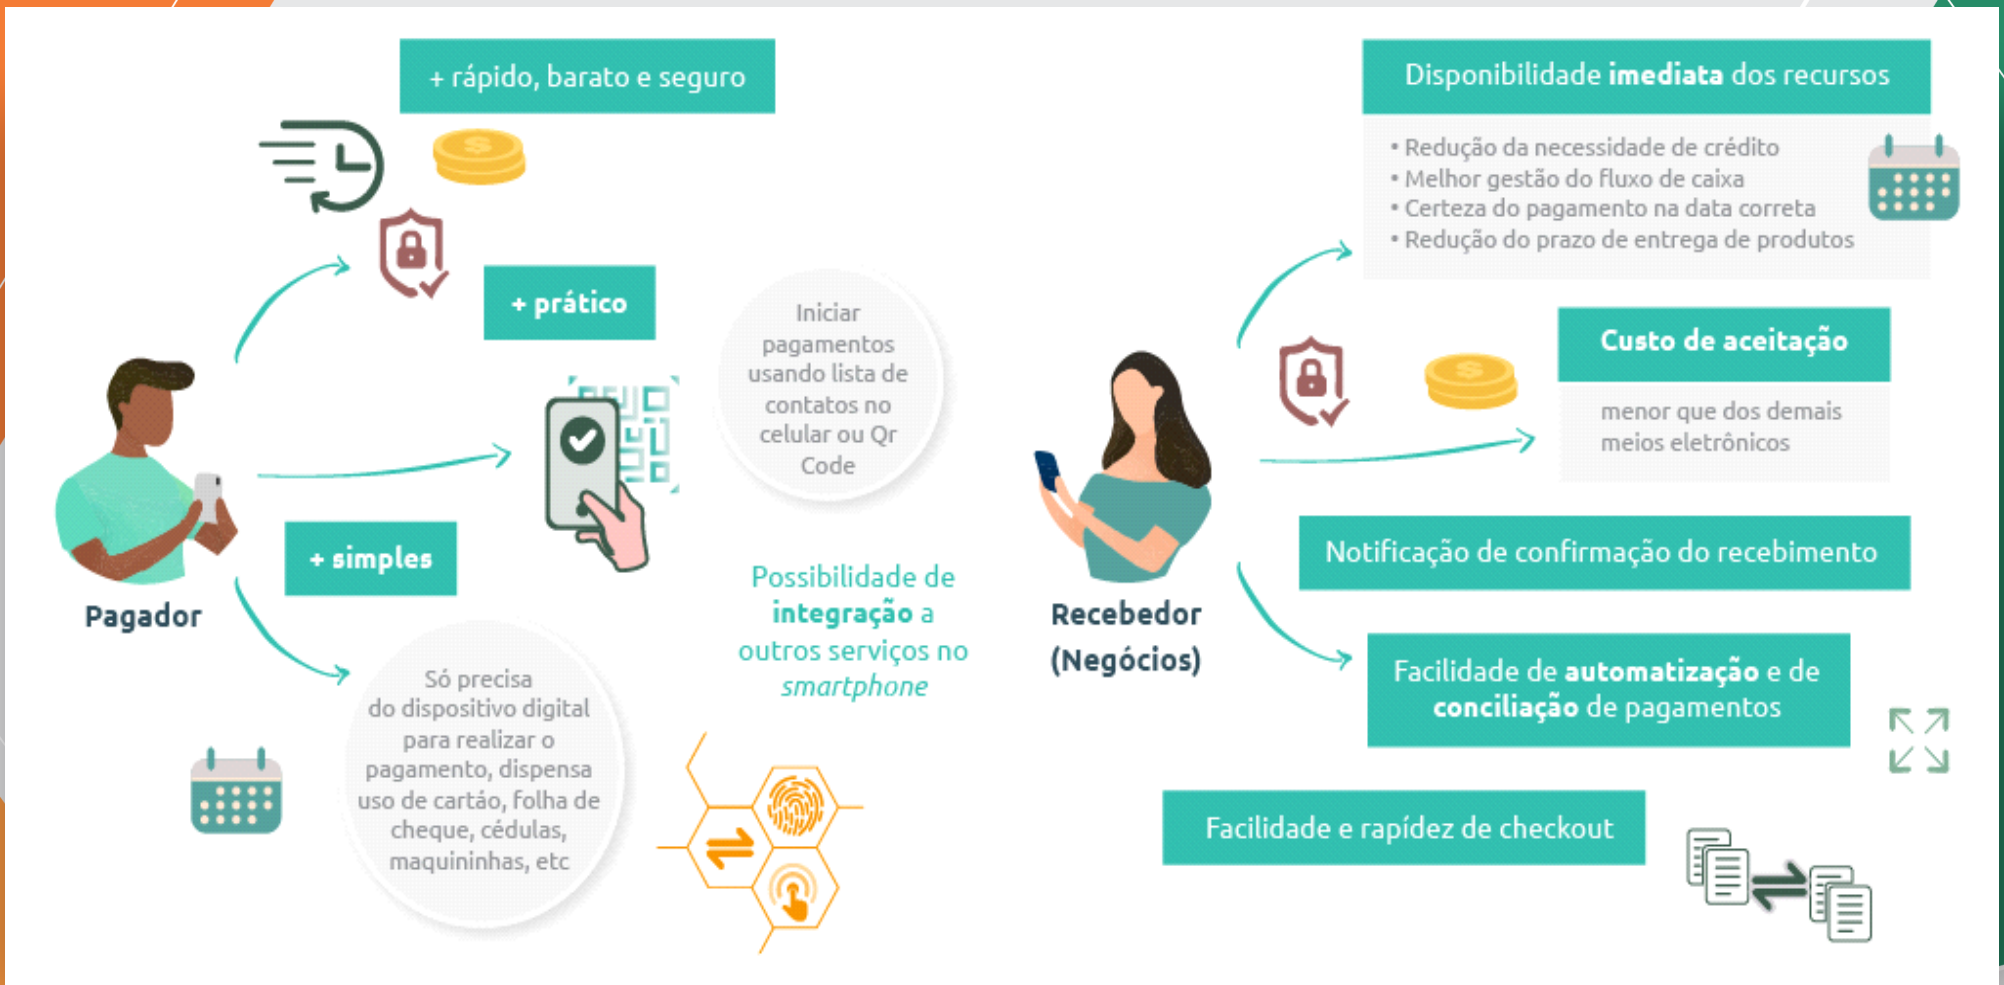 + rápido, barato e seguro
+ prático
Iniciar
pagamentos
usando lista de
contatos no
celular ou Qr
Code
+ simples
Pagador
Possibilidade de
integração a
outros serviços no
smartphone
Só precisa
do dispositivo digital
para realizar o
pagamento, dispensa
uso de cartáo, folha de
cheque, cédulas,
maquininhas, etc
Disponibilidade imediata dos recursos
• Redução da necessidade de crédito
• Melhor gestão do fluxo de caixa
• Certeza do pagamento na data correta
• Redução do prazo de entrega de produtos
Custo de aceitação
menor que dos demais
meios eletrônicos
Recebedor
(Negócios)
Notificação de confirmação do recebimento
Facilidade de automatização e de
conciliação de pagamentos
Facilidade e rapídez de checkout